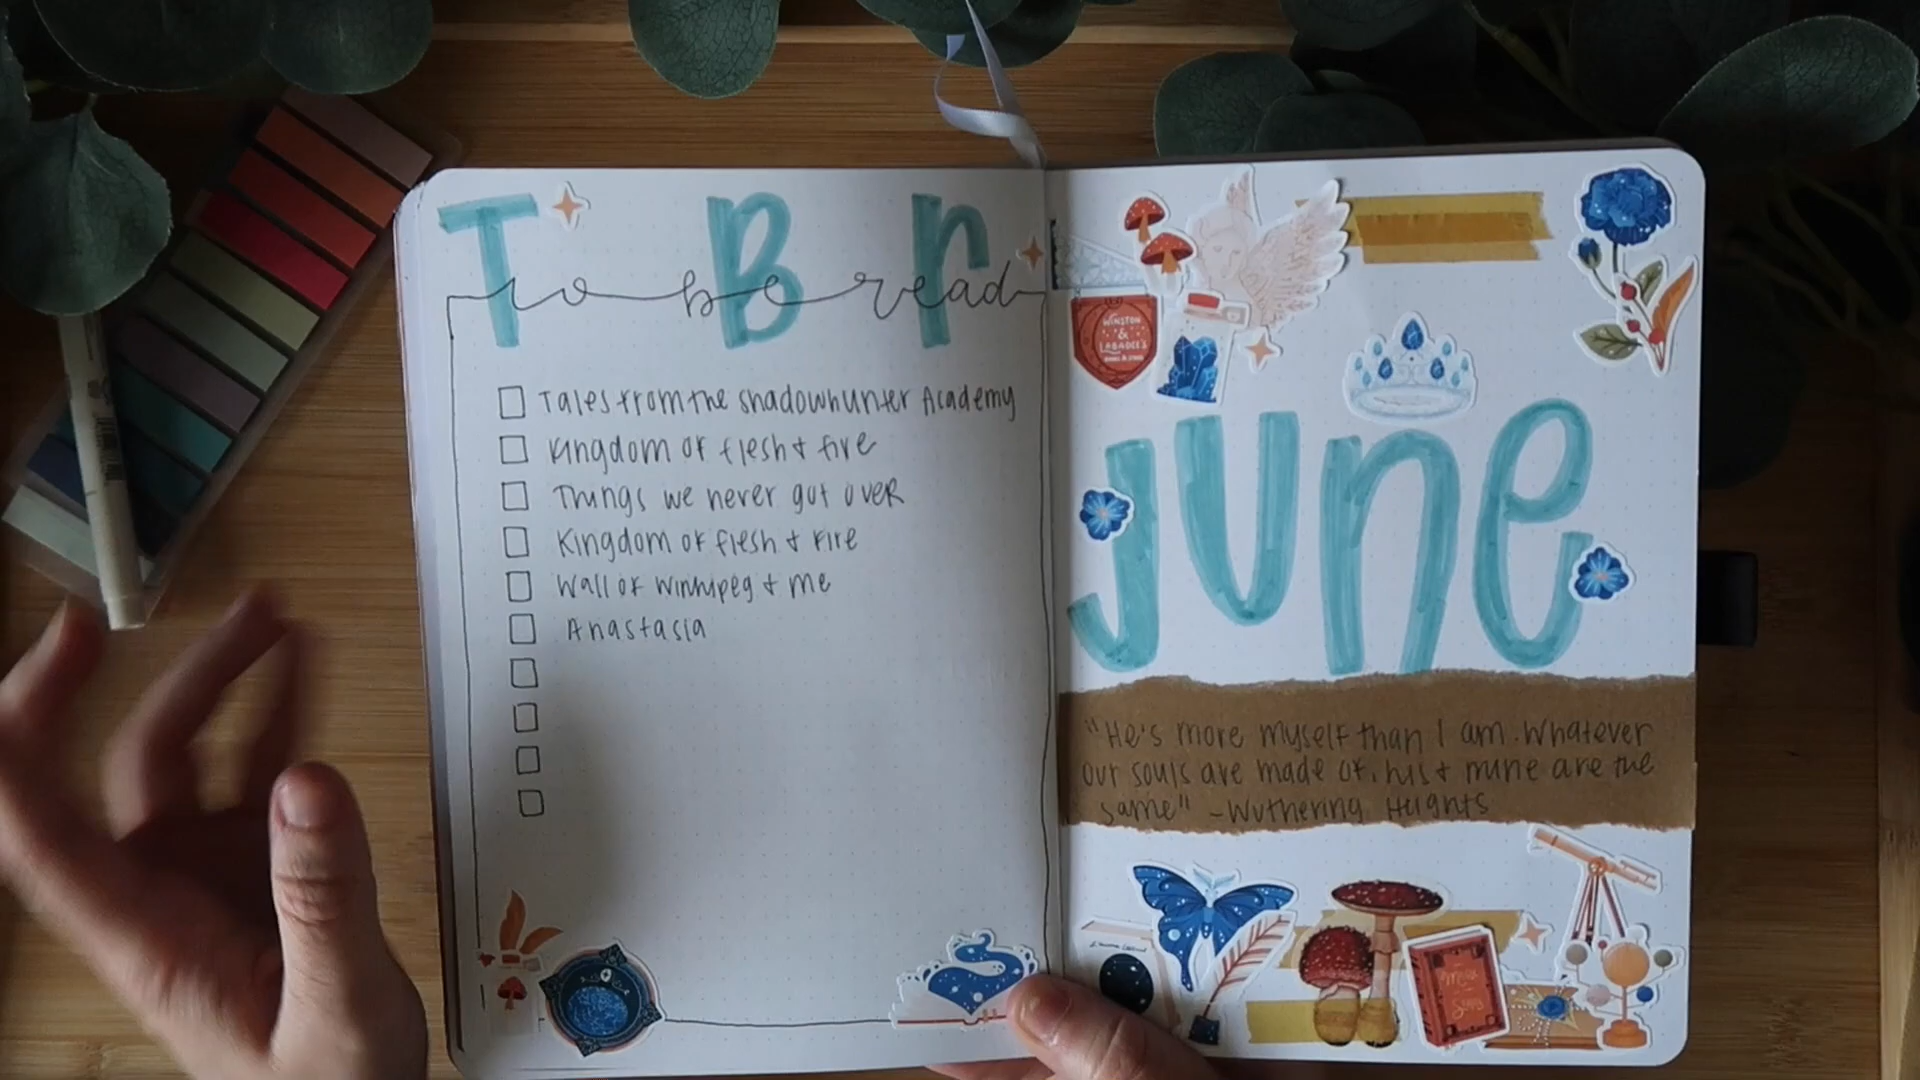 T B r
to be read
Tales from the shadowhunter Academy
Kingdom of flesh & fire
Things we never got over
Kingdom of flesh & Fire
Wall of Winnipeg & me
Anastasia
WINSTON
&
LABADEE'S
June
"He's more myself than I am. Whatever
our souls are made of, his & mine are the
same" - Wuthering Heights